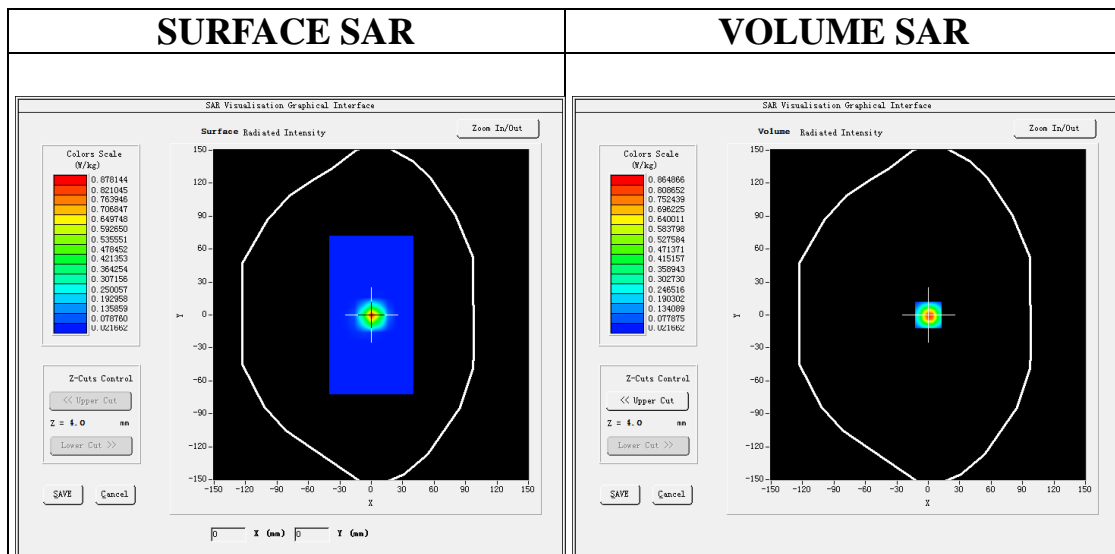 SURFACE SAR
VOLUME SAR
SAR Visualisation Graphical Interface
Surface Radiated Intensity
Zoom In/Out
Colors Scale
(W/kg)
0.878144
0.821045
0.763946
0.706847
0.649748
0.592650
0.535551
0.478452
0.421353
0.364254
0.307156
0.250057
0.192958
0.135859
0.078760
0.021662
150
120
90
60
30
0
-30
-60
-90
-120
-150
Y
-150 -120 -90 -60 -30 0 30 60 90 120 150
X
Z-Cuts Control
<< Upper Cut
Z = 4.0 mm
Lower Cut >>
SAVE Cancel
0 X (mm) 0 Y (mm)
SAR Visualisation Graphical Interface
Volume Radiated Intensity
Zoom In/Out
Colors Scale
(W/kg)
0.864866
0.808652
0.752439
0.696225
0.640011
0.583798
0.527584
0.471371
0.415157
0.358943
0.302730
0.246516
0.190302
0.134089
0.077875
0.021662
150
120
90
60
30
0
-30
-60
-90
-120
-150
Y
-150 -120 -90 -60 -30 0 30 60 90 120 150
X
Z-Cuts Control
<< Upper Cut
Z = 4.0 mm
Lower Cut >>
SAVE Cancel